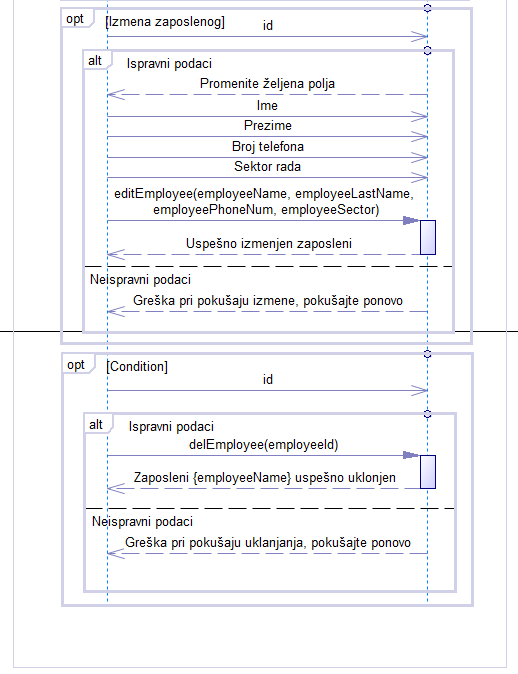 opt
[Izmena zaposlenog]
id
alt
Ispravni podaci
Promenite željena polja
Ime
Prezime
Broj telefona
Sektor rada
editEmployee(employeeName, employeeLastName,
employeePhoneNum, employeeSector)
Uspešno izmenjen zaposleni
Neispravni podaci
Greška pri pokušaju izmene, pokušajte ponovo
opt
[Condition]
id
alt
Ispravni podaci
delEmployee(employeeId)
Zaposleni {employeeName} uspešno uklonjen
Neispravni podaci
Greška pri pokušaju uklanjanja, pokušajte ponovo